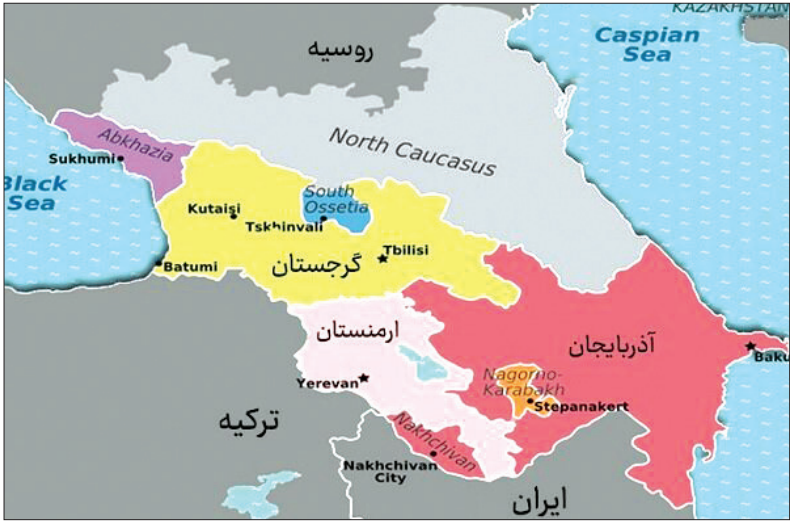 KAZAKHSTAN
روسیه
Caspian
Sea
North Caucasus
Abkhazia
Sukhumi
Black
Sea
South
Ossetia
Kutaisi
Tskhinvali
Tbilisi
گرجستان
Batumi
ارمنستان
آذربایجان
Baku
Nagorno-
Karabakh
Yerevan
Stepanakert
ترکیه
Nakhchivan
Nakhchivan
City
ایران